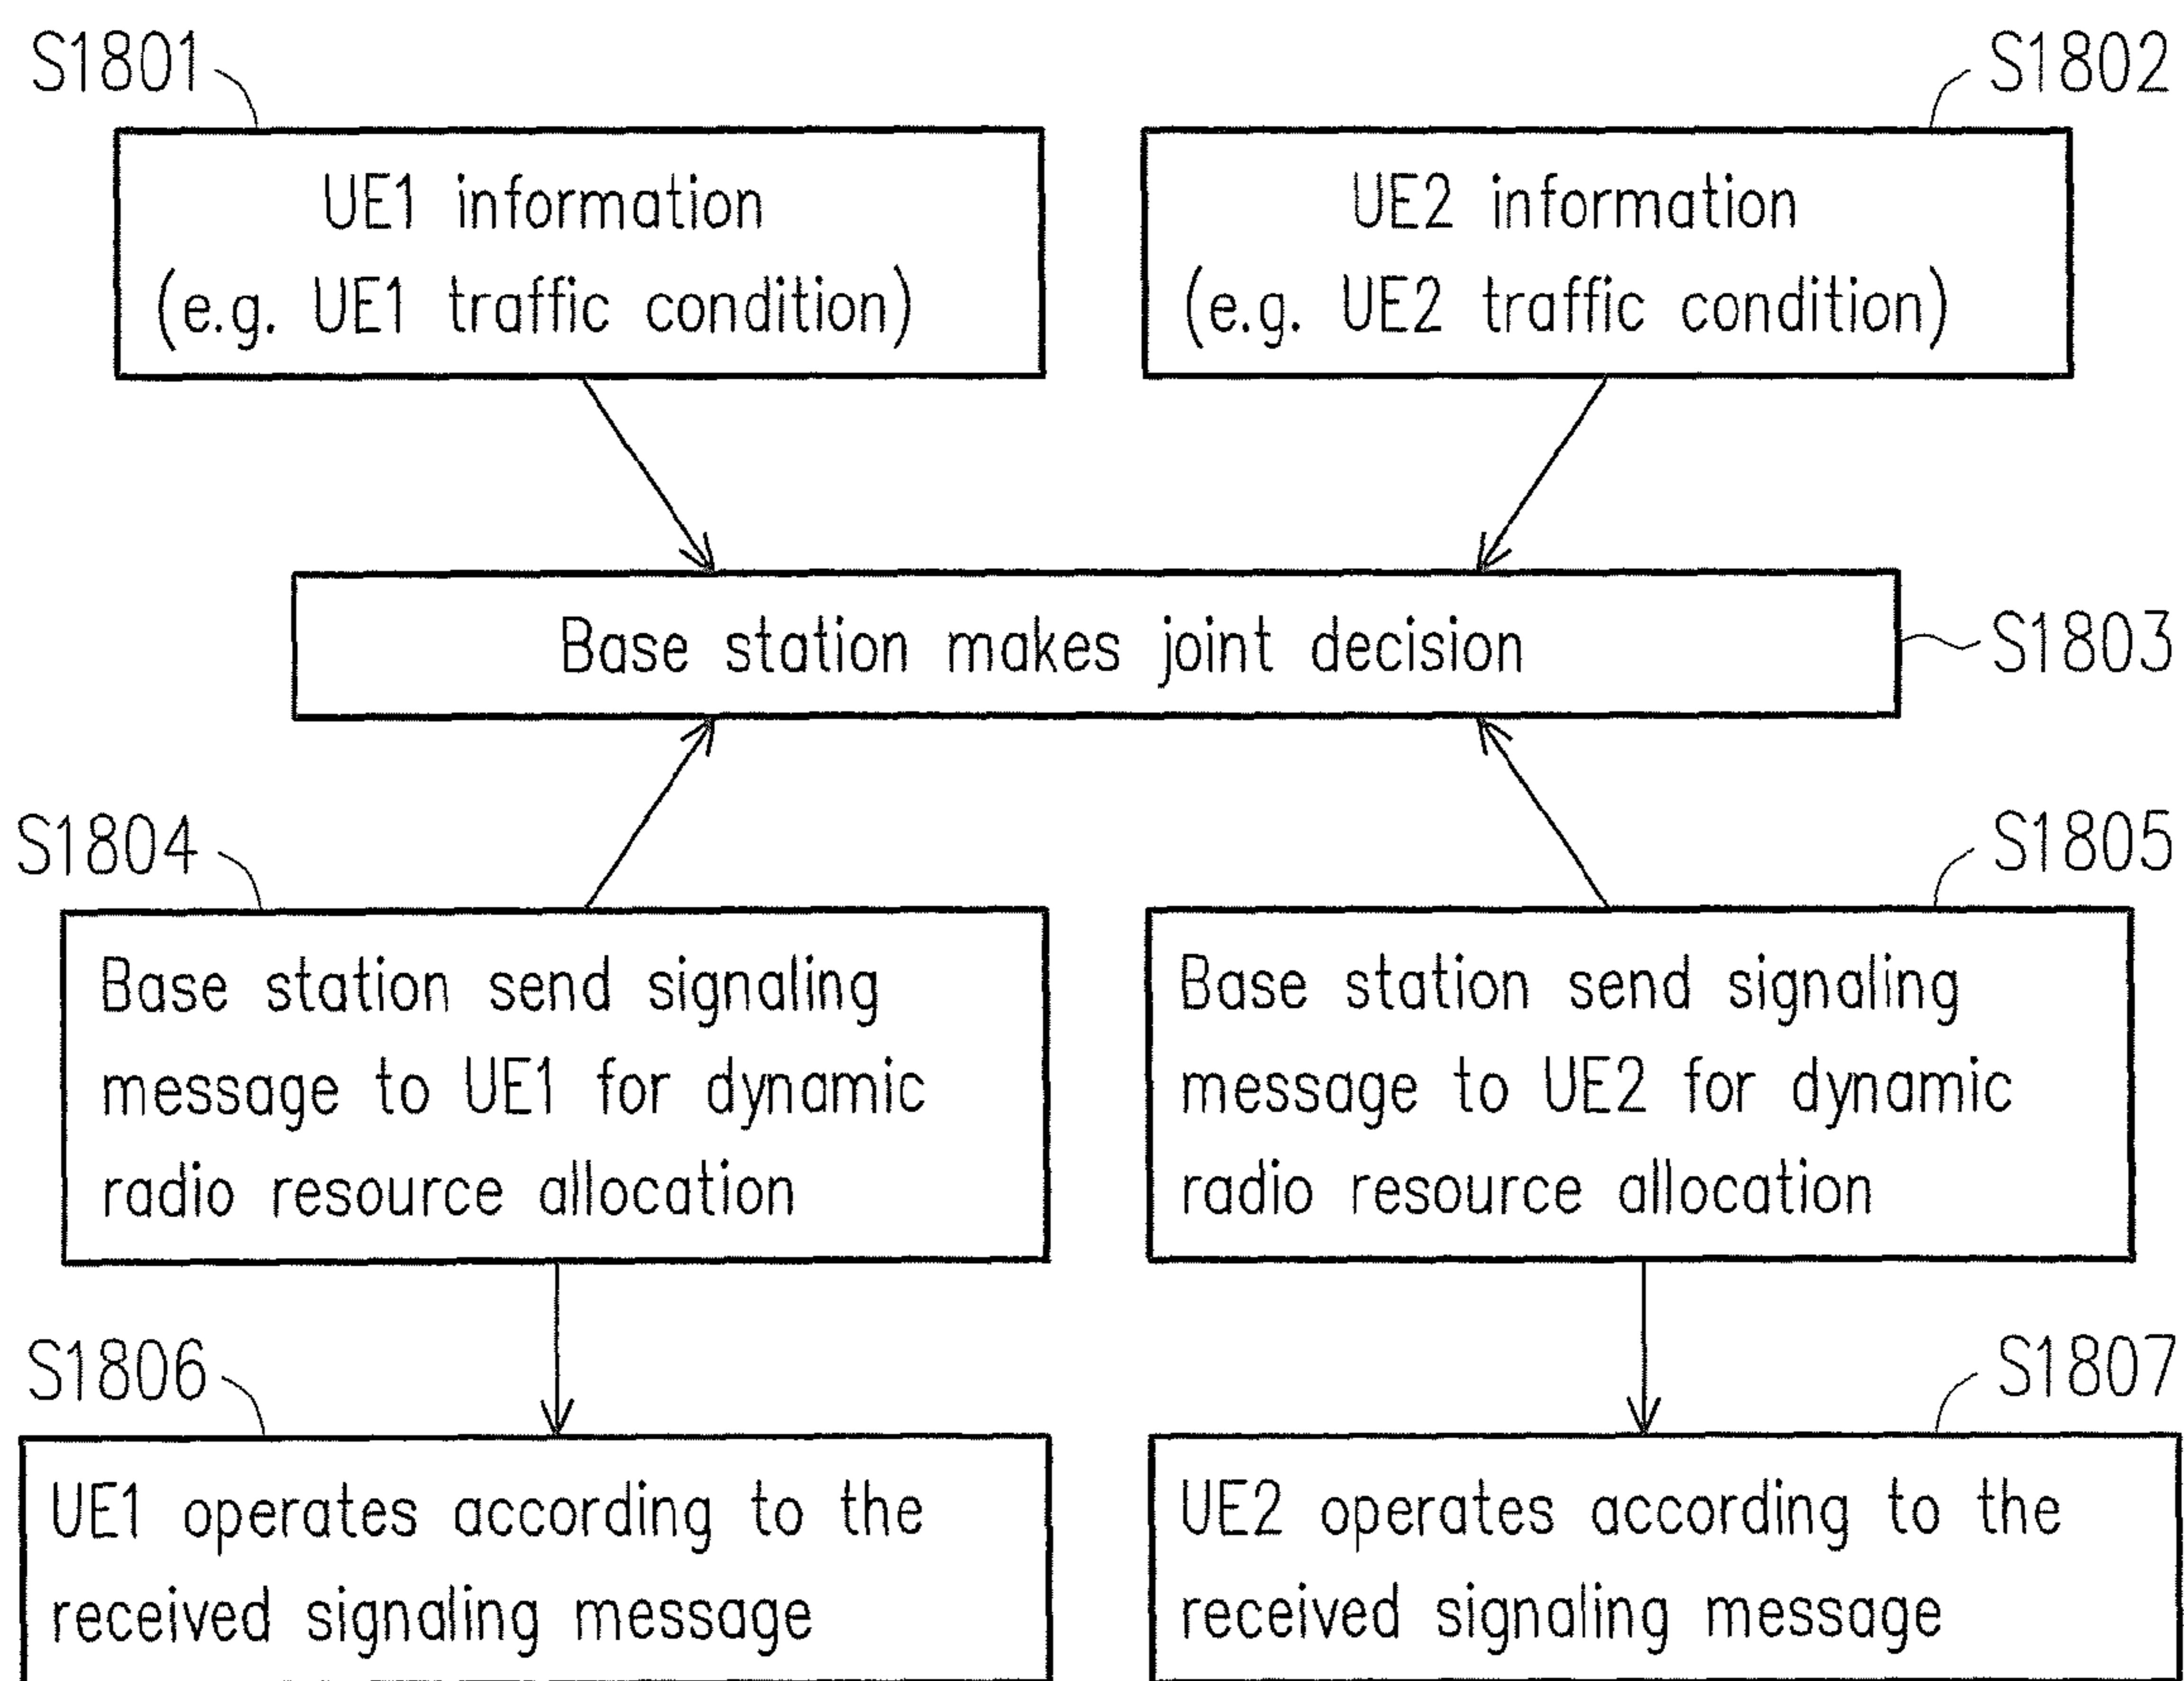 S1801
S1802
UE1 information
(e.g. UE1 traffic condition)
UE2 information
(e.g. UE2 traffic condition)
Base station makes joint decision
S1803
S1804
S1805
Base station send signaling
message to UE1 for dynamic
radio resource allocation
Base station send signaling
message to UE2 for dynamic
radio resource allocation
S1806
S1807
UE1 operates according to the
received signaling message
UE2 operates according to the
received signaling message